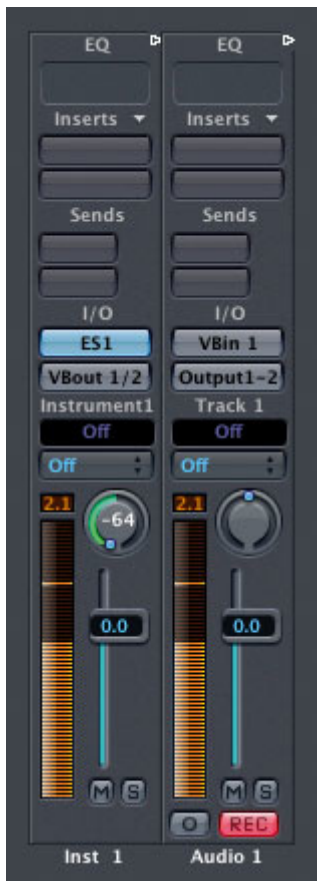 EQ
Inserts
Sends
I/O
ES1
VBout 1/2
Instrument1
Off
Off
2.1
-64
0.0
M S
Inst 1
EQ
Inserts
Sends
I/O
VBin 1
Output1-2
Track 1
Off
Off
2.1
0.0
M S
O REC
Audio 1